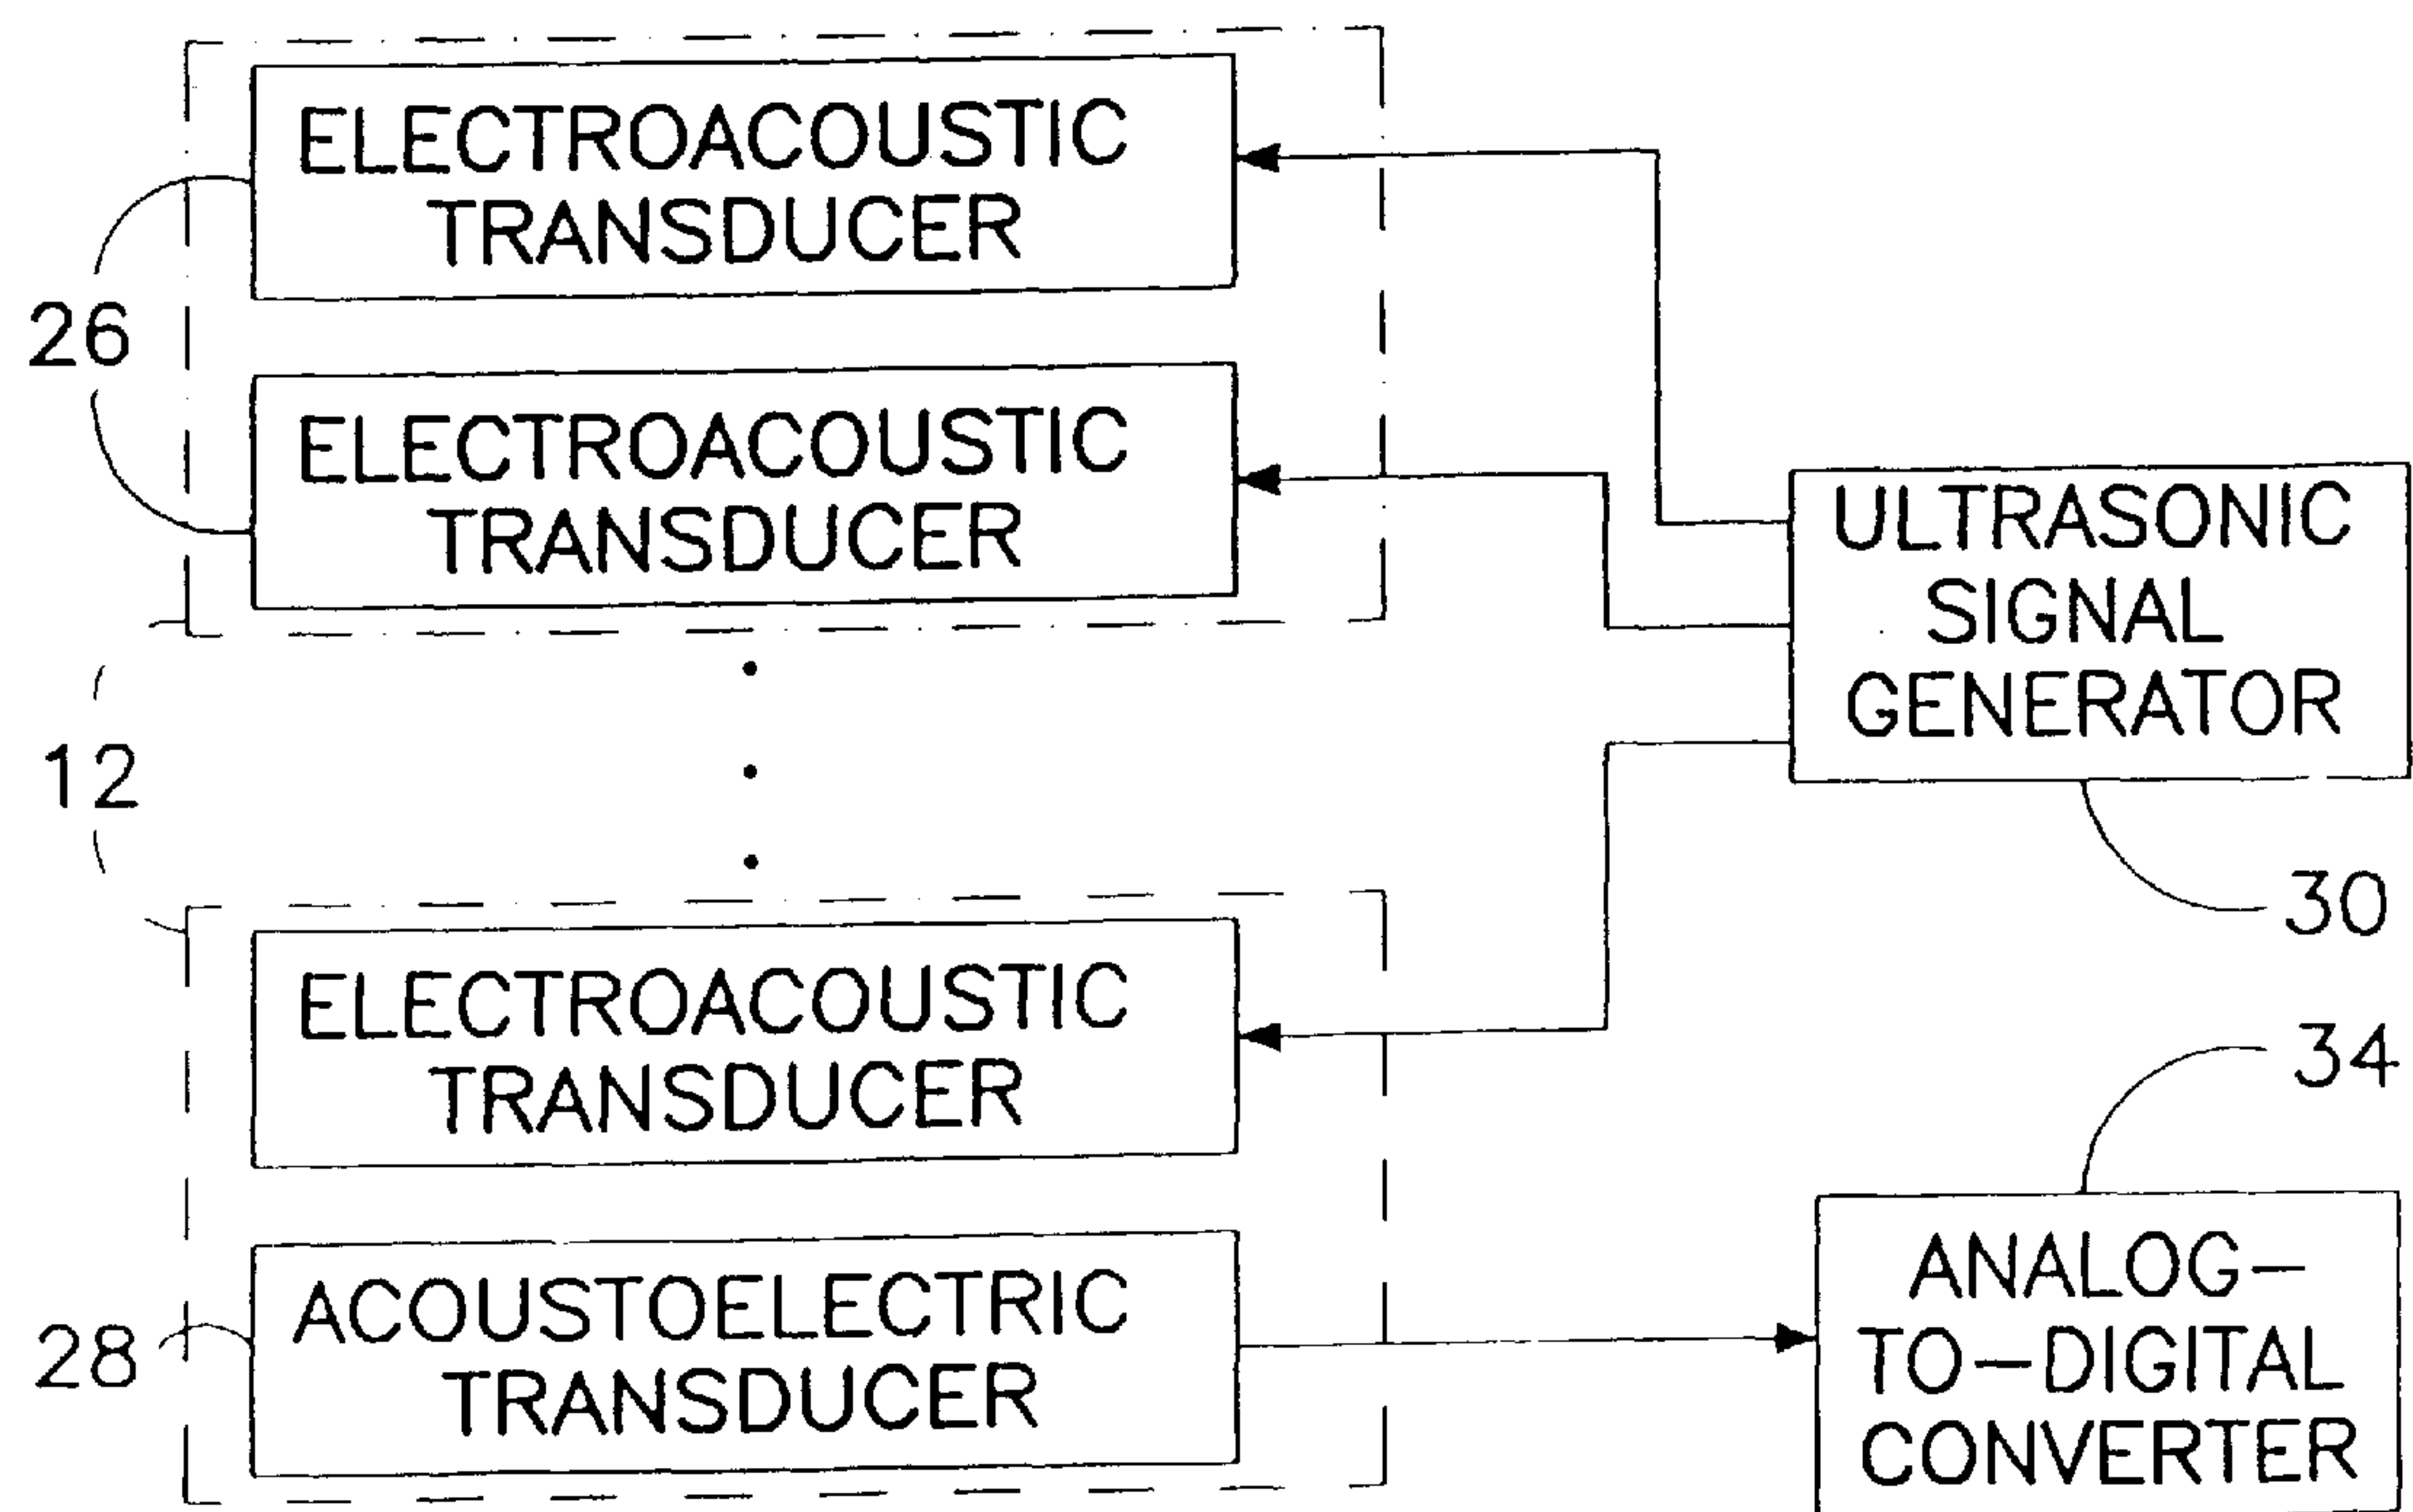 ELECTROACOUSTIC
TRANSDUCER
26
ELECTROACOUSTIC
TRANSDUCER
ULTRASONIC
SIGNAL
GENERATOR
12
30
ELECTROACOUSTIC
TRANSDUCER
34
ACOUSTOELECTRIC
TRANSDUCER
28
ANALOG-
TO-DIGITAL
CONVERTER